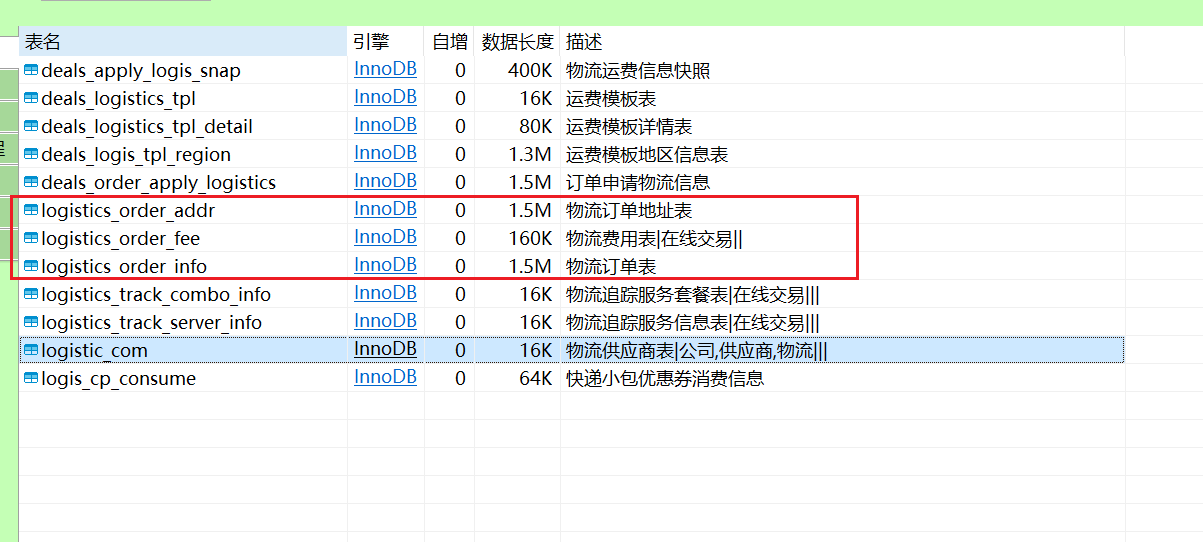 表名 引擎 自增 数据长度 描述
deals_apply_logis_snap InnoDB 0 400K 物流运费信息快照
deals_logistics_tpl InnoDB 0 16K 运费模板表
deals_logistics_tpl_detail InnoDB 0 80K 运费模板详情表
deals_logis_tpl_region InnoDB 0 1.3M 运费模板地区信息表
deals_order_apply_logistics InnoDB 0 1.5M 订单申请物流信息
logistics_order_addr InnoDB 0 1.5M 物流订单地址表
logistics_order_fee InnoDB 0 160K 物流费用表|在线交易||
logistics_order_info InnoDB 0 1.5M 物流订单表
logistics_track_combo_info InnoDB 0 16K 物流追踪服务套餐表|在线交易|||
logistics_track_server_info InnoDB 0 16K 物流追踪服务信息表|在线交易|||
logistic_com InnoDB 0 16K 物流供应商表|公司,供应商,物流|||
logis_cp_consume InnoDB 0 64K 快递小包优惠券消费信息